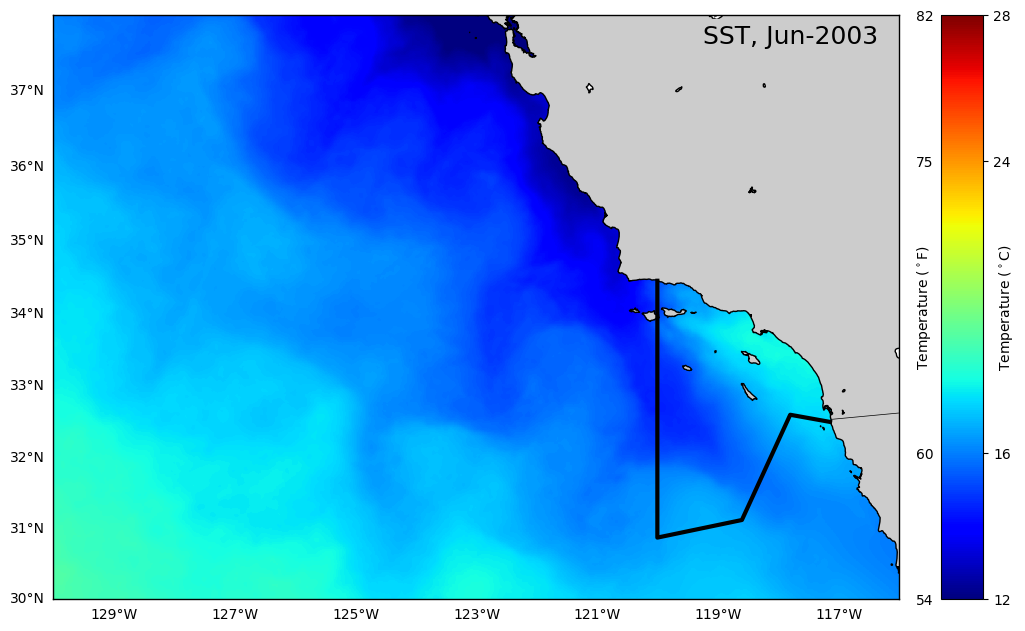 SST, Jun-2003
37°N
36°N
35°N
34°N
33°N
32°N
31°N
30°N
129°W
127°W
125°W
123°W
121°W
119°W
117°W
82
75
60
54
Temperature (°F)
28
24
16
12
Temperature (°C)